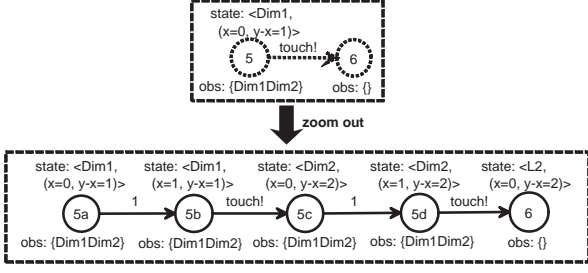 state: <Dim1,
(x=0, y-x=1)>
touch!
5
6
obs: {Dim1Dim2}
obs: {}
zoom out
state: <Dim1, state: <Dim1, state: <Dim2, state: <Dim2, state: <L2,
(x=0, y-x=1)> (x=1, y-x=1)> (x=0, y-x=2)> (x=1, y-x=2)> (x=0, y-x=2)>
1 touch! 1 touch!
5a 5b 5c 5d 6
obs: {Dim1Dim2} obs: {Dim1Dim2} obs: {Dim1Dim2} obs: {Dim1Dim2} obs: {}